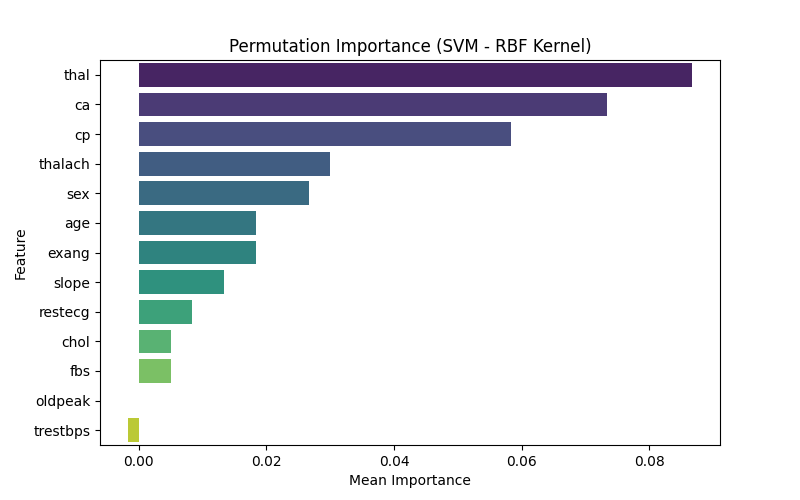 Permutation Importance (SVM - RBF Kernel)
thal
ca
cp
thalach
sex
age
exang
slope
restecg
chol
fbs
oldpeak
trestbps
Feature
0.00 0.02 0.04 0.06 0.08
Mean Importance